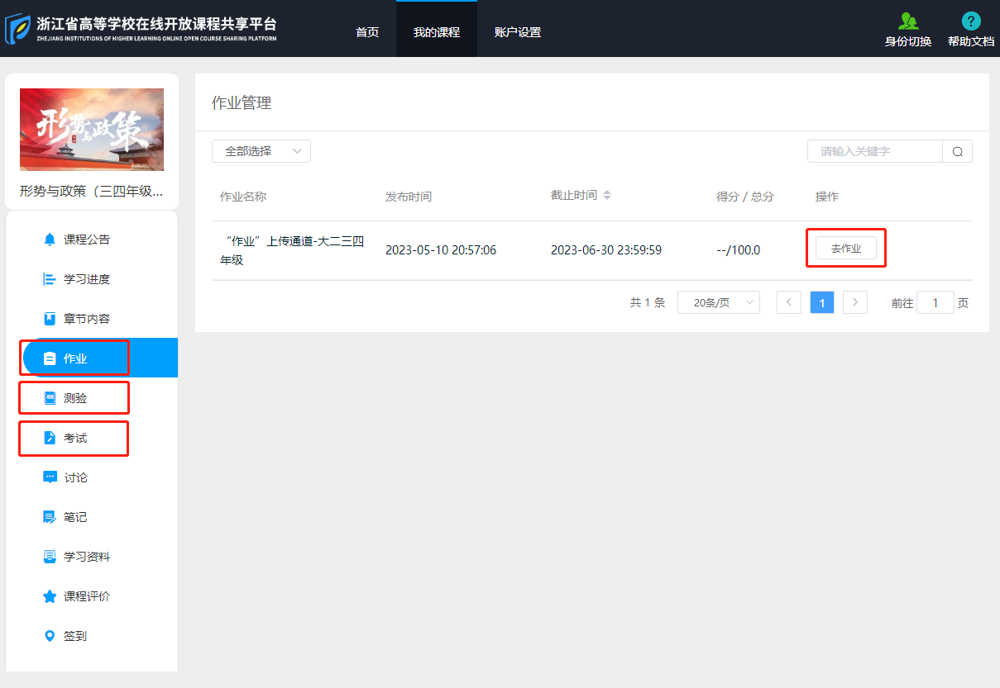 浙江省高等学校在线开放课程共享平台
ZHEJIANG INSTITUTIONS OF HIGHER LEARNING ONLINE OPEN COURSE SHARING PLATFORM
首页
我的课程
账户设置
身份切换
帮助文档
形势与政策
形势与政策（三四年级...
课程公告
学习进度
章节内容
作业
测验
考试
讨论
笔记
学习资料
课程评价
签到
作业管理
全部选择
请输入关键字
作业名称 发布时间 截止时间 得分 / 总分 操作
“作业”上传通道-大二三四
年级
2023-05-10 20:57:06 2023-06-30 23:59:59 --/100.0 去作业
共 1 条 20条/页 1 前往 1 页